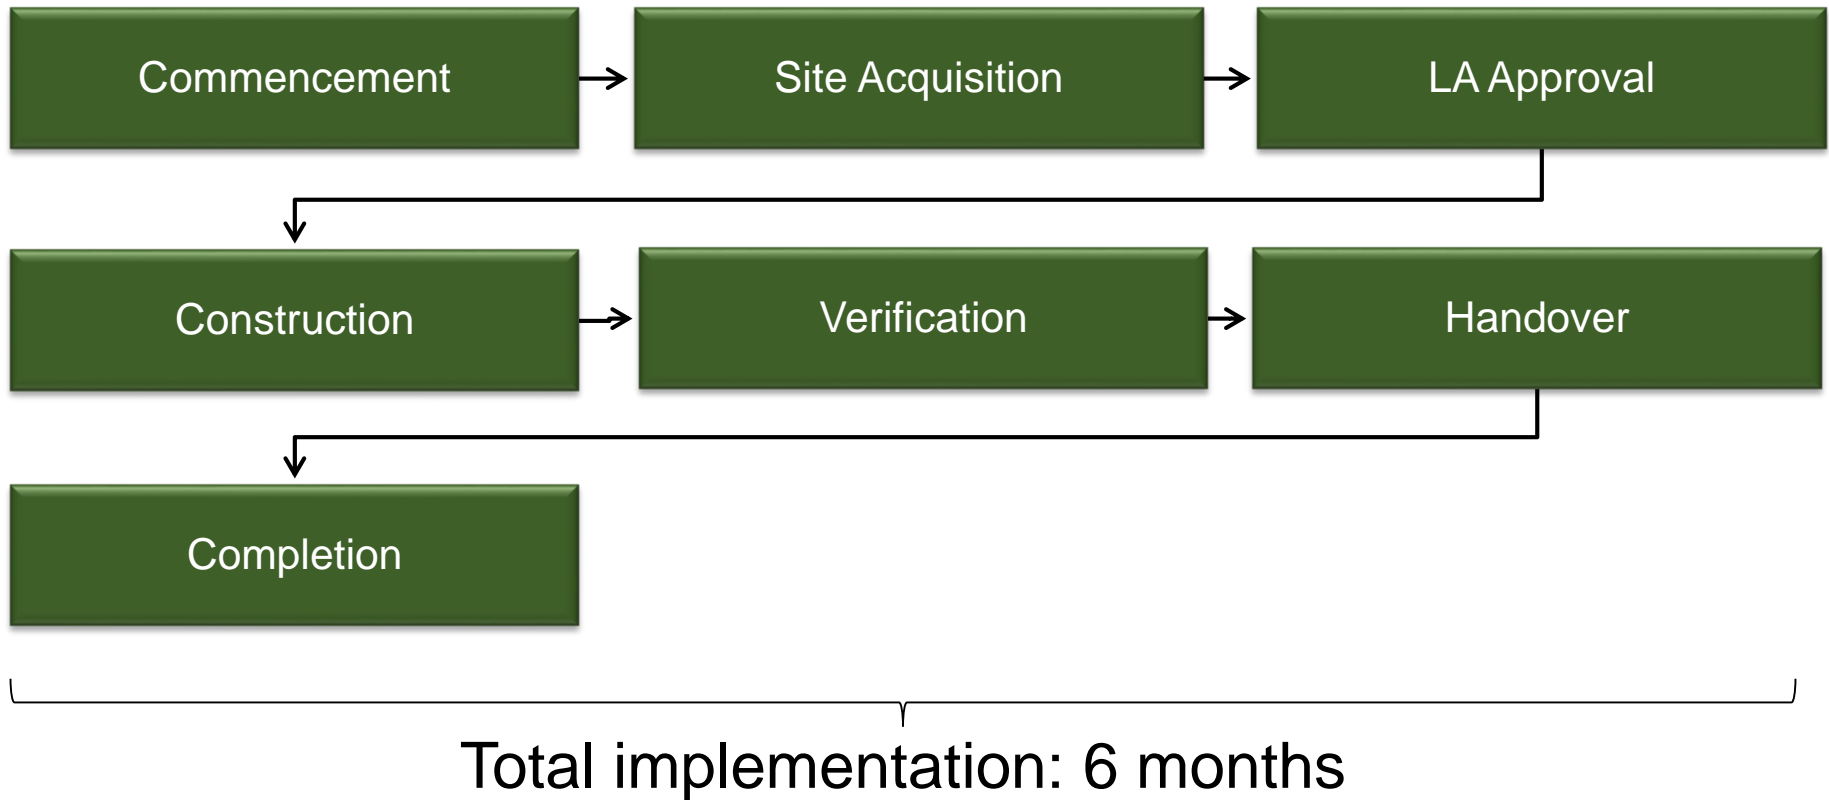 Commencement
Site Acquisition
LA Approval
Construction
Verification
Handover
Completion
Total implementation: 6 months